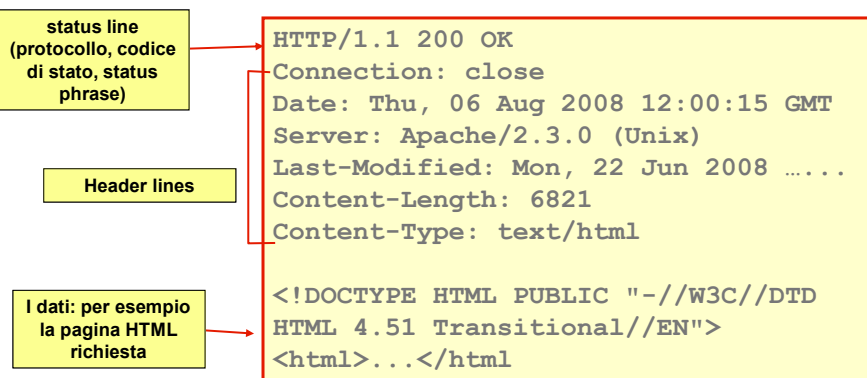 status line
(protocollo, codice
di stato, status
phrase)
HTTP/1.1 200 OK
Connection: close
Date: Thu, 06 Aug 2008 12:00:15 GMT
Server: Apache/2.3.0 (Unix)
Last-Modified: Mon, 22 Jun 2008 …...
Content-Length: 6821
Content-Type: text/html
Header lines
I dati: per esempio
la pagina HTML
richiesta
<!DOCTYPE HTML PUBLIC "-//W3C//DTD
HTML 4.51 Transitional//EN">
<html>...</html